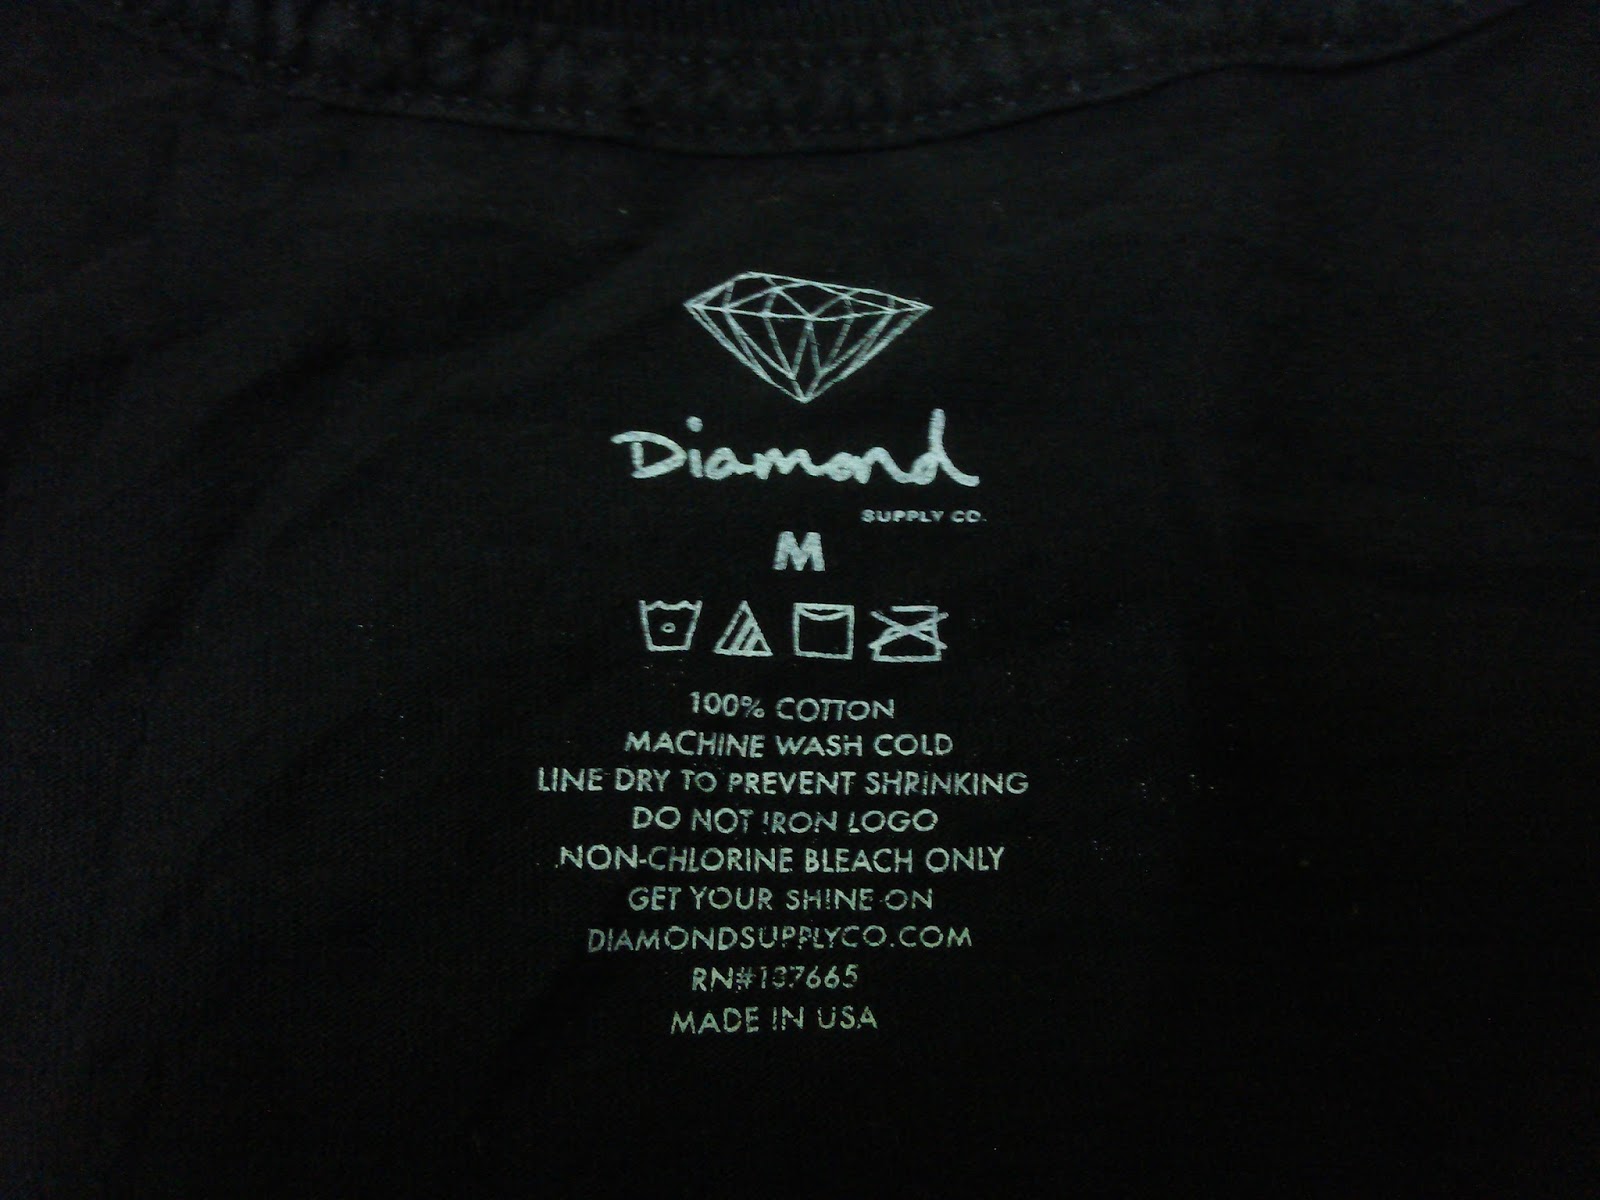 Diamond
SUPPLY CO.
M
100% COTTON
MACHINE WASH COLD
LINE DRY TO PREVENT SHRINKING
DO NOT IRON LOGO
NON-CHLORINE BLEACH ONLY
GET YOUR SHINE ON
DIAMONDSUPPLYCO.COM
RN#137665
MADE IN USA